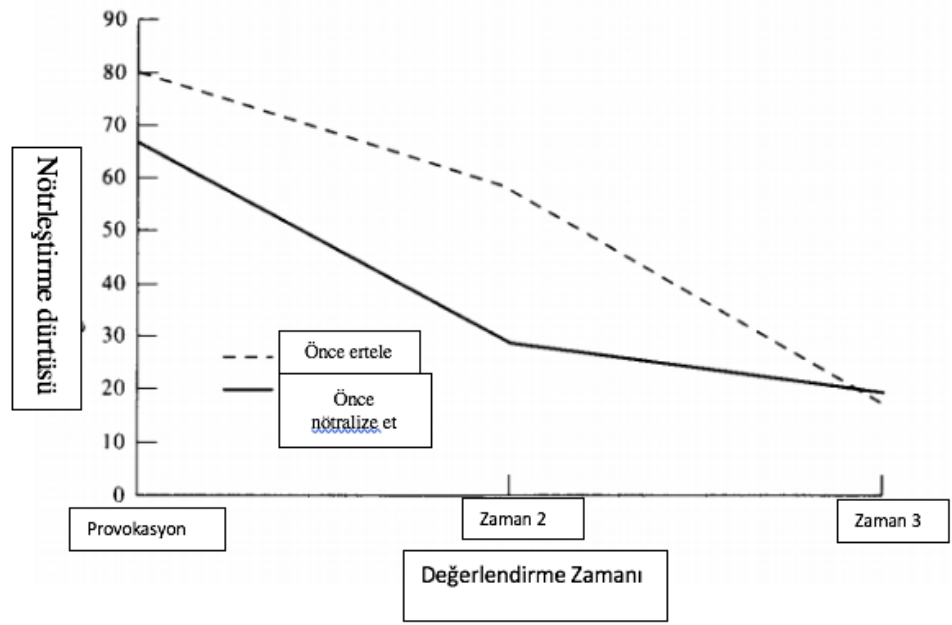 90
80
70
60
50
40
30
20
10
0
Nötrleştirme dürtüsü
Önce ertele
Önce
nötralize et
Provokasyon
Zaman 2
Zaman 3
Değerlendirme Zamanı